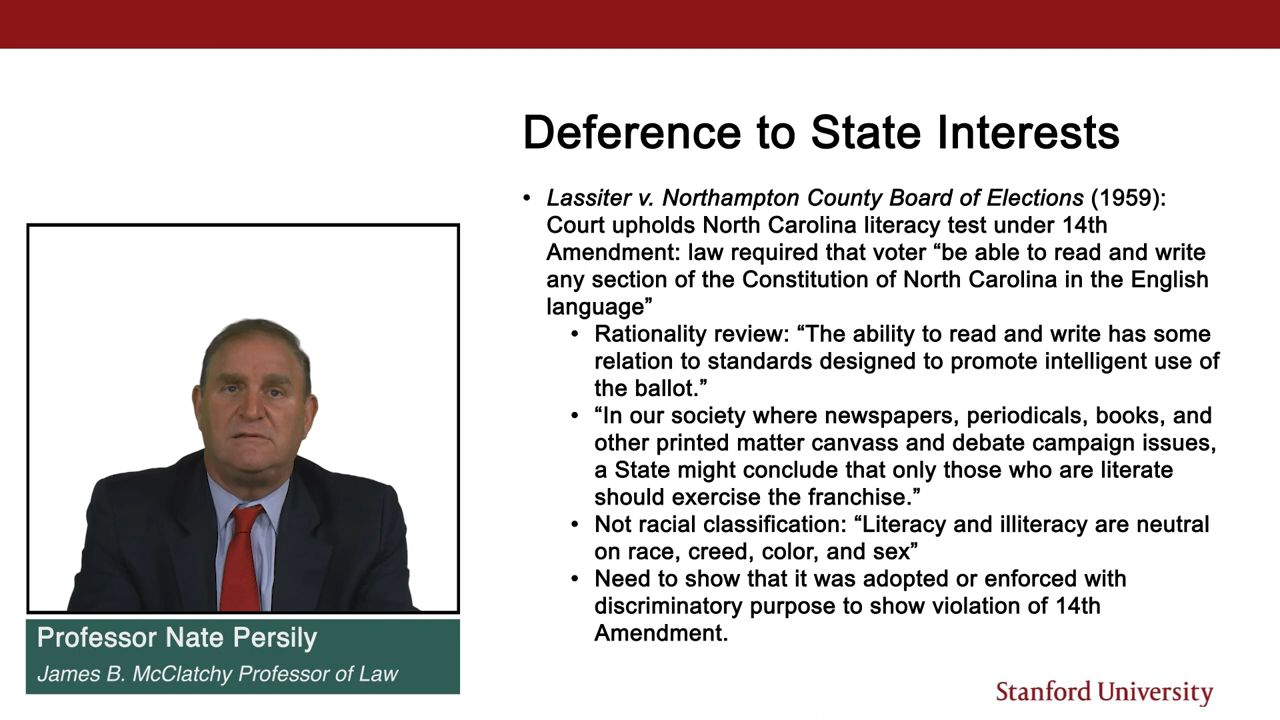 Deference to State Interests
• Lassiter v. Northampton County Board of Elections (1959):
Court upholds North Carolina literacy test under 14th
Amendment: law required that voter “be able to read and write
any section of the Constitution of North Carolina in the English
language”
• Rationality review: “The ability to read and write has some
relation to standards designed to promote intelligent use of
the ballot.”
• “In our society where newspapers, periodicals, books, and
other printed matter canvass and debate campaign issues,
a State might conclude that only those who are literate
should exercise the franchise.”
• Not racial classification: “Literacy and illiteracy are neutral
on race, creed, color, and sex”
• Need to show that it was adopted or enforced with
discriminatory purpose to show violation of 14th
Amendment.
Professor Nate Persily
James B. McClatchy Professor of Law
Stanford University